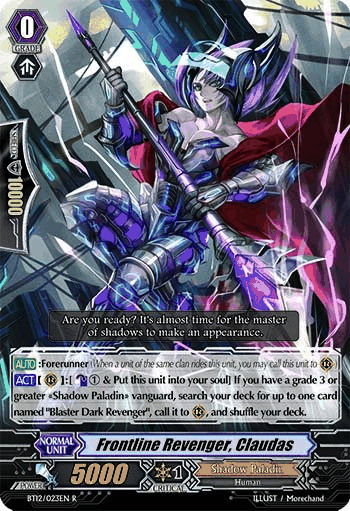 0
GRADE
10000
SHIELD
Are you ready? It's almost time for the master
of shadows to make an appearance.
AUTO :Forerunner (When a unit of the same clan rides this unit, you may call this unit to RC)
ACT [RC] 1:[ 1 & Put this unit into your soul] If you have a grade 3 or
greater «Shadow Paladin» vanguard, search your deck for up to one card
named "Blaster Dark Revenger", call it to RC, and shuffle your deck.
NORMAL
UNIT
Frontline Revenger, Claudas
POWER
5000
1
CRITICAL
Shadow Paladin
Human
BT12/023EN R
ILLUST / Morechand